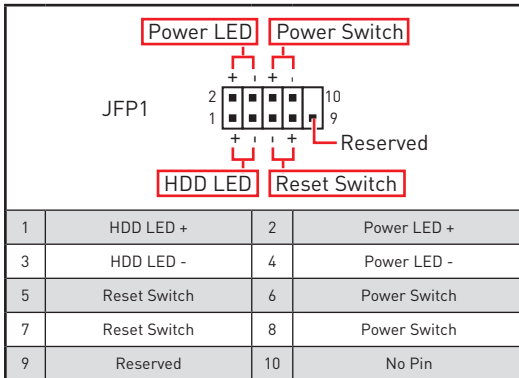 Power LED Power Switch
+ - + -
JFP1
2 10
1 9
+ - - +
Reserved
HDD LED Reset Switch
1 HDD LED + 2 Power LED +
3 HDD LED - 4 Power LED -
5 Reset Switch 6 Power Switch
7 Reset Switch 8 Power Switch
9 Reserved 10 No Pin